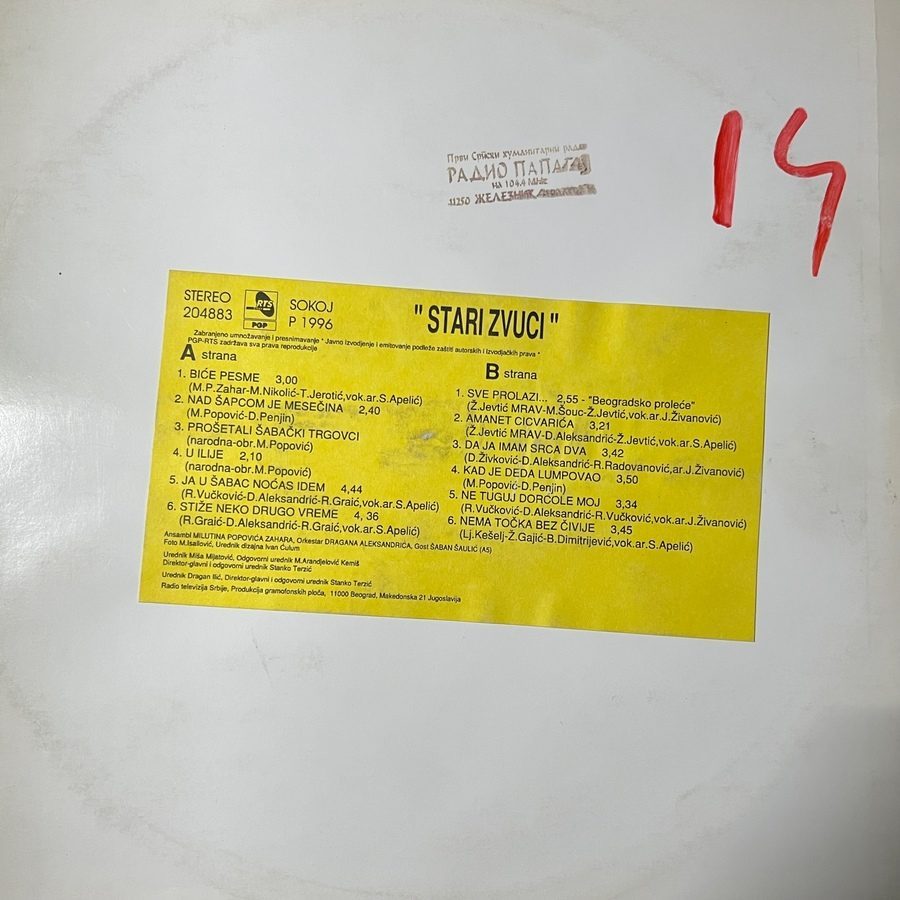 Први Српски хуманитарни радио
РАДИО ПАПАГАЈ
на 104.4 MHz
11250 ЖЕЛЕЗНИК
STEREO
204883
RTS
PGP
SOKOJ
P 1996
"STARI ZVUCI"
Zabranjeno umnožavanje i presnimavanje * Javno izvodjenje i emitovanje podleže zaštiti autorskih i izvodjačkih prava *
PGP-RTS zadržava sva prava reprodukcije
A strana
1. BIĆE PESME 3,00
(M.P.Zahar-M.Nikolić-T.Jerotić,vok.ar.S.Apelić)
2. NAD ŠAPCOM JE MESEČINA 2,40
(M.Popović-D.Penjin)
3. PROŠETALI ŠABAČKI TRGOVCI
(narodna-obr.M.Popović)
4. U ILIJE 2,10
(narodna-obr.M.Popović)
5. JA U ŠABAC NOĆAS IDEM 4,44
(R.Vučković-D.Aleksandrić-R.Graić,vok.ar.S.Apelić)
6. STIŽE NEKO DRUGO VREME 4, 36
(R.Graić-D.Aleksandrić-R.Graić,vok.ar.S.Apelić)
B strana
1. SVE PROLAZI... 2,55 - "Beogradsko proleće"
(Ž.Jevtić MRAV-M.Šouc-Ž.Jevtić,vok.ar.J.Živanović)
2. AMANET CICVARIĆA 3,21
(Ž.Jevtić MRAV-D.Aleksandrić-Ž.Jevtić,vok.ar.S.Apelić)
3. DA JA IMAM SRCA DVA 3,42
(D.Živković-D.Aleksandrić-R.Radovanović,ar.J.Živanović)
4. KAD JE DEDA LUMPOVAO 3,50
(M.Popović-D.Penjin)
5. NE TUGUJ DORĆOLE MOJ 3,34
(R.Vučković-D.Aleksandrić-R.Vučković,ar.J.Živanović)
6. NEMA TOČKA BEZ ČIVIJE 3,45
(Lj.Kešelj-Ž.Gajić-B.Dimitrijević,vok.ar.S.Apelić)
Ansambl MILUTINA POPOVIĆA ZAHARA, Orkestar DRAGANA ALEKSANDRIĆA, Gost ŠABAN ŠAULIĆ (A5)
Foto M.Isailović, Urednik dizajna Ivan Ćulum
Urednik Miša Mijatović, Odgovorni urednik M.Arandjelović Kemiš
Direktor-glavni i odgovorni urednik Stanko Terzić
Urednik Dragan Ilić, Direktor-glavni i odgovorni urednik Stanko Terzić
Radio televizija Srbije, Produkcija gramofonskih ploča, 11000 Beograd, Makedonska 21 Jugoslavija